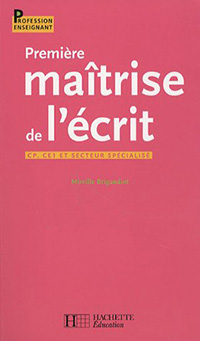 PROFESSION
ENSEIGNANT
Première
maîtrise
de l'écrit
CP, CE1 ET SECTEUR SPÉCIALISÉ
Mireille Brigaudiot
H HACHETTE
Éducation